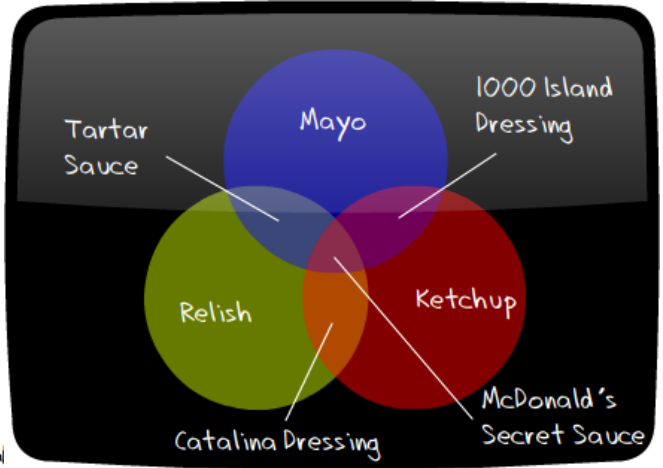 Mayo
1000 Island
Dressing
Tartar
Sauce
Relish
Ketchup
McDonald's
Secret Sauce
Catalina Dressing